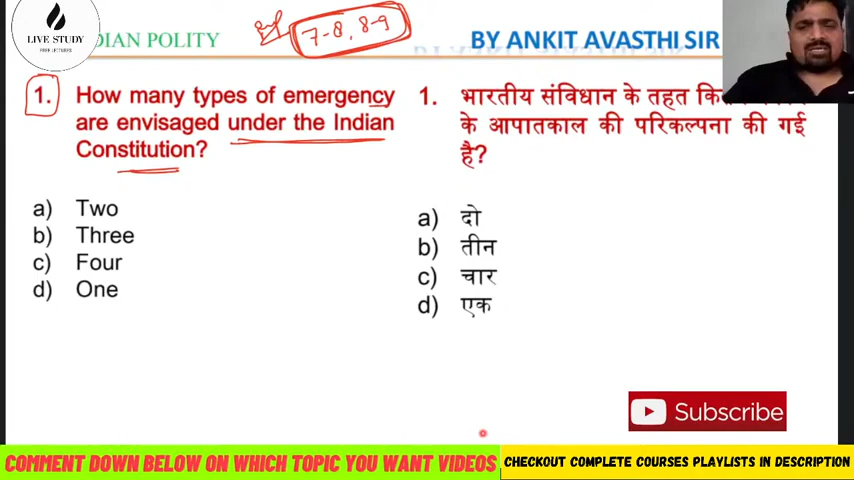 LIVE STUDY
FREE LECTURES
DIAN POLITY
7-8, 8-9
BY ANKIT AVASTHI SIR
1. How many types of emergency
are envisaged under the Indian
Constitution?
a) Two
b) Three
c) Four
d) One
1. भारतीय संविधान के तहत
के आपातकाल की परिकल्पना की गई
है?
a) दो
b) तीन
c) चार
d) एक
Subscribe
COMMENT DOWN BELOW ON WHICH TOPIC YOU WANT VIDEOS
CHECKOUT COMPLETE COURSES PLAYLISTS IN DESCRIPTION